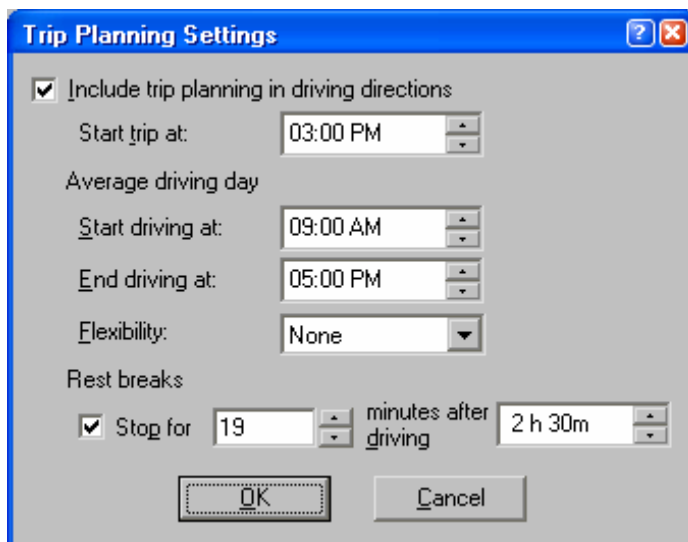 Trip Planning Settings
Include trip planning in driving directions
Start trip at: 03:00 PM
Average driving day
Start driving at: 09:00 AM
End driving at: 05:00 PM
Flexibility: None
Rest breaks
Stop for 19 minutes after driving 2 h 30m
OK Cancel